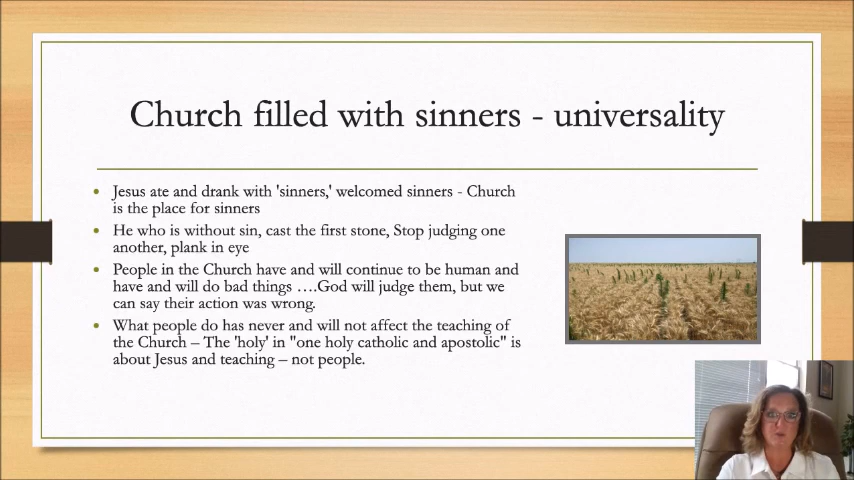 Church filled with sinners - universality
Jesus ate and drank with 'sinners,' welcomed sinners - Church
is the place for sinners
He who is without sin, cast the first stone, Stop judging one
another, plank in eye
People in the Church have and will continue to be human and
have and will do bad things ….God will judge them, but we
can say their action was wrong.
What people do has never and will not affect the teaching of
the Church – The 'holy' in "one holy catholic and apostolic" is
about Jesus and teaching – not people.